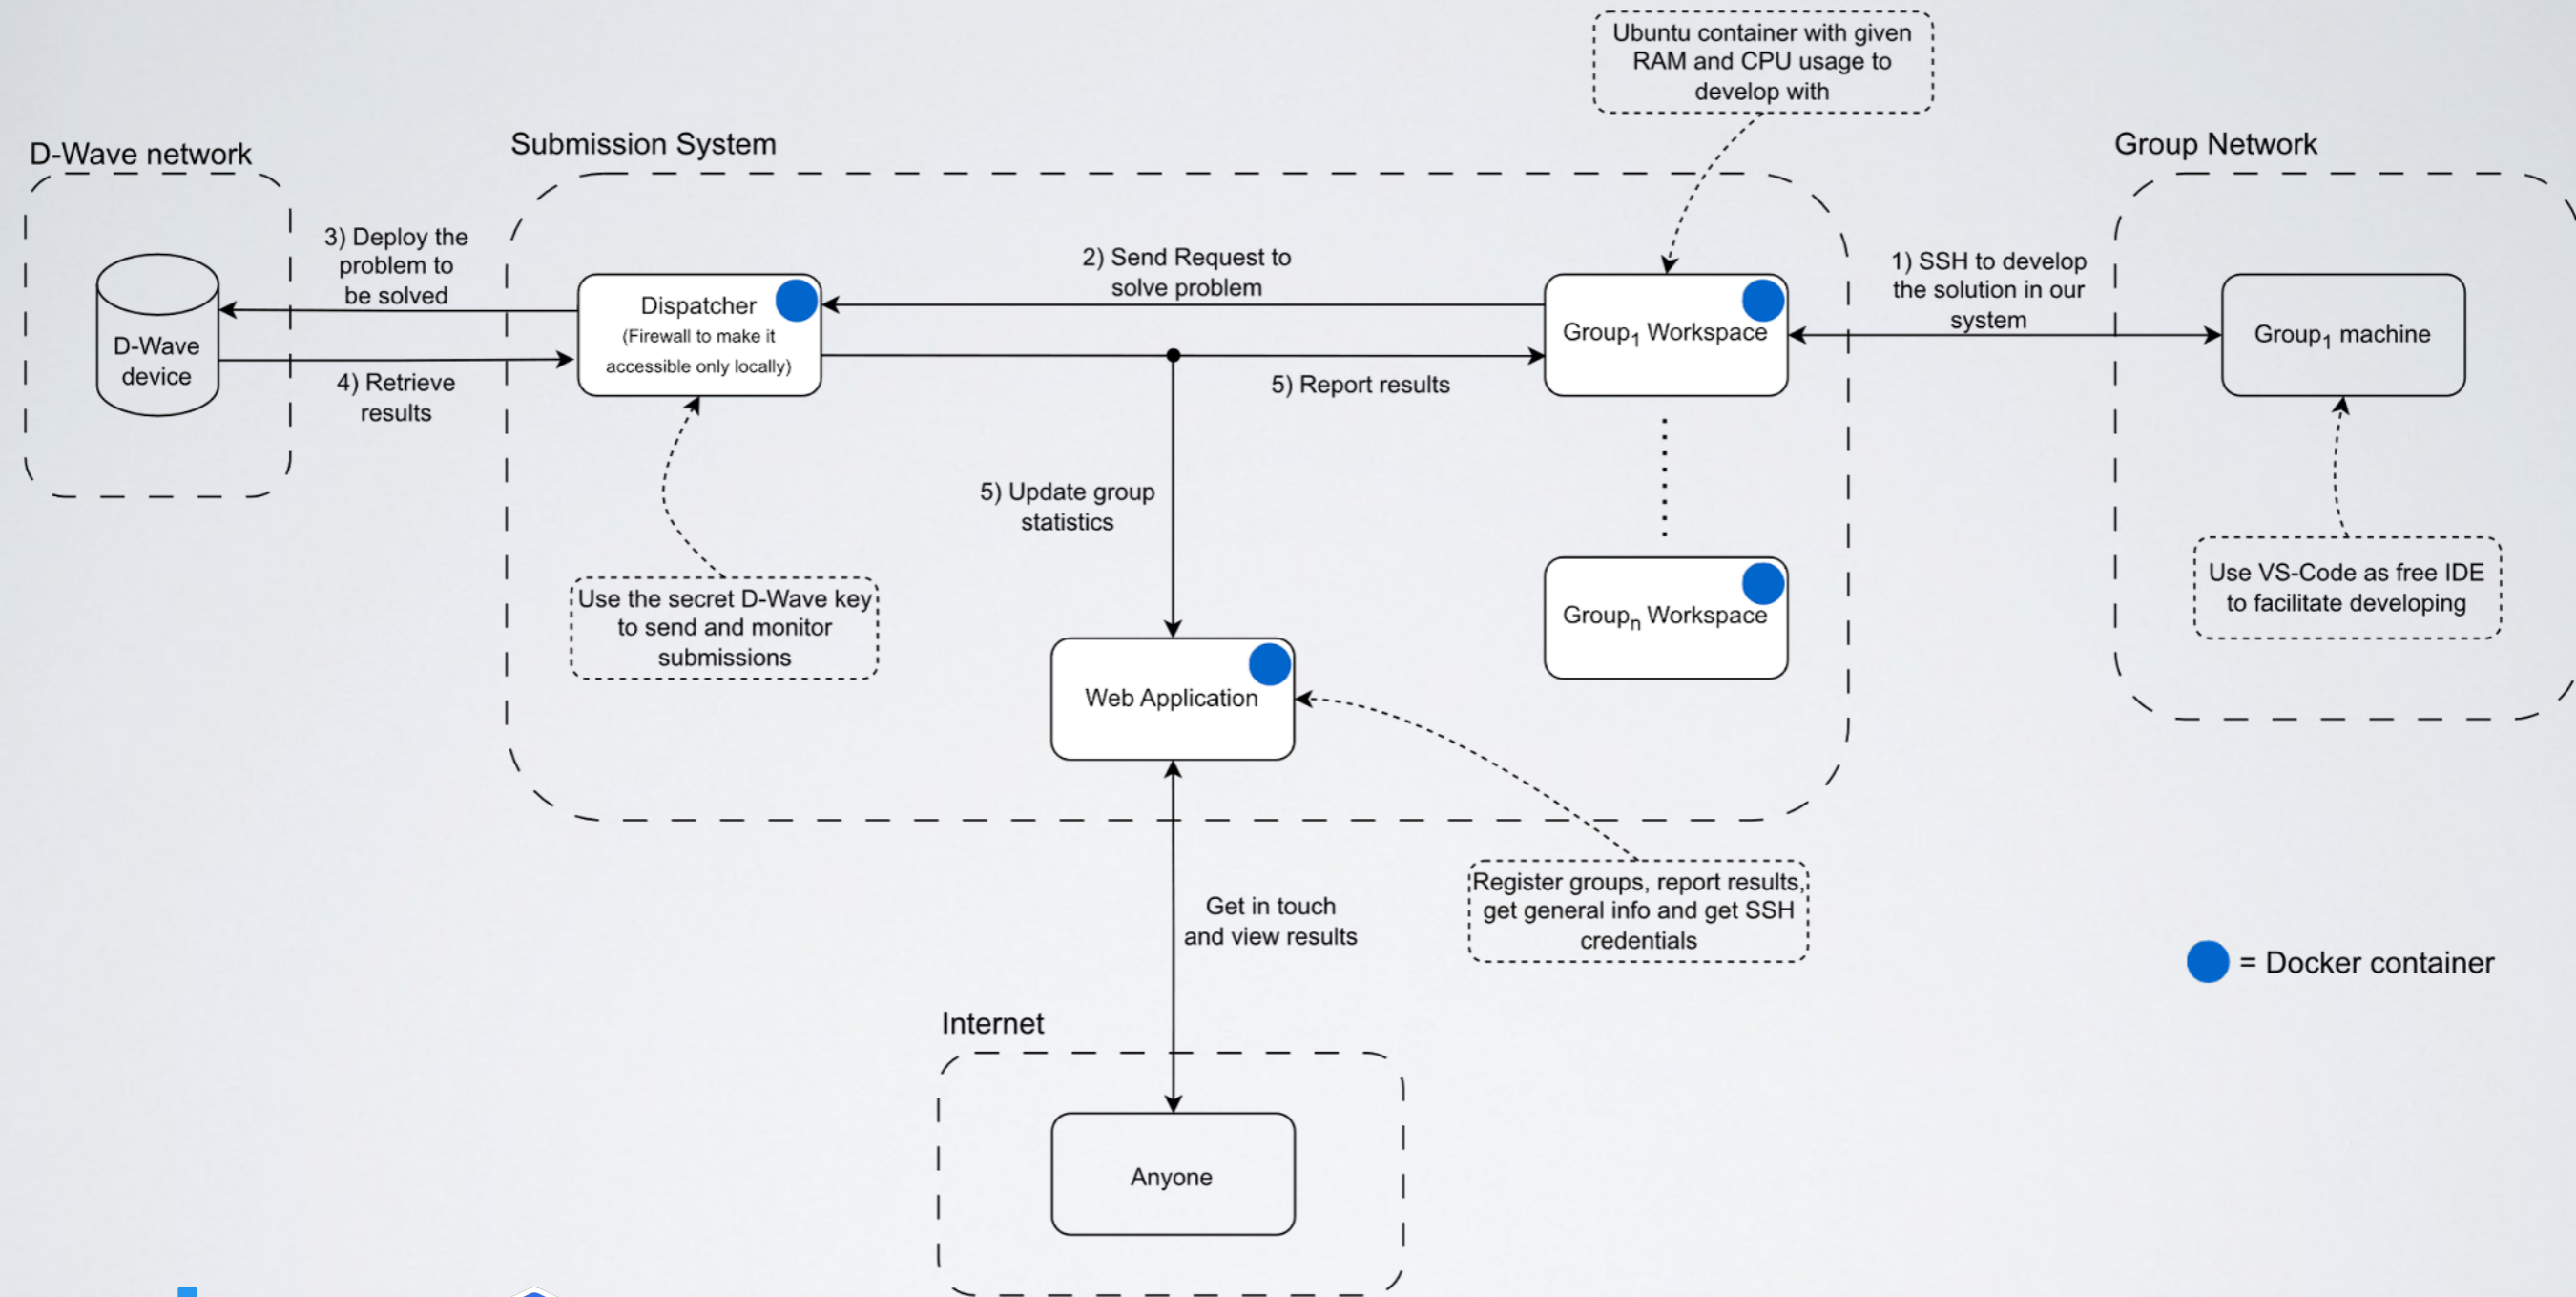 Ubuntu container with given
RAM and CPU usage to
develop with
D-Wave network
Submission System
Group Network
3) Deploy the
problem to
be solved
2) Send Request to
solve problem
1) SSH to develop
the solution in our
system
D-Wave
device
Dispatcher
(Firewall to make it
accessible only locally)
Group1 Workspace
Group1 machine
4) Retrieve
results
5) Report results
5) Update group
statistics
Use the secret D-Wave key
to send and monitor
submissions
Groupn Workspace
Use VS-Code as free IDE
to facilitate developing
Web Application
Register groups, report results,
get general info and get SSH
credentials
Get in touch
and view results
= Docker container
Internet
Anyone